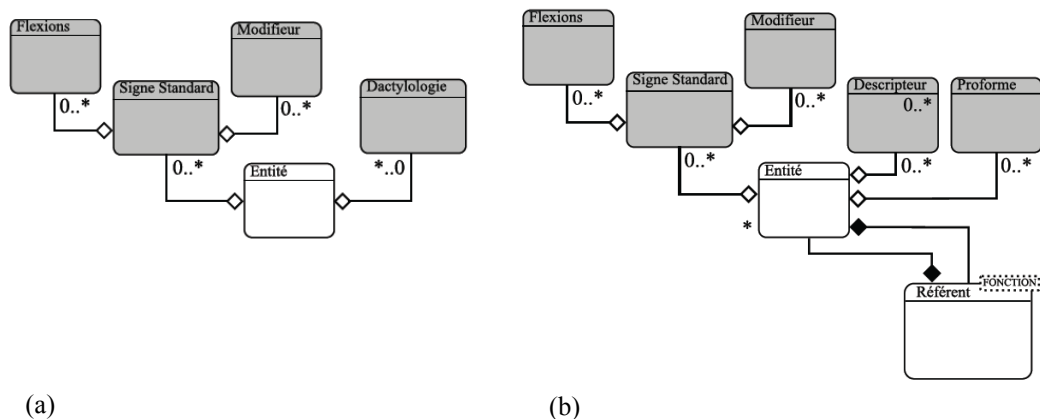 Flexions
Modifieur
Signe Standard
Dactylologie
0..*
0..*
0..*
*..0
Entité
(a)
Flexions
Modifieur
Signe Standard
Descripteur
0..*
Proforme
0..*
0..*
0..*
0..*
0..*
Entité
*
FONCTION
Référent
(b)